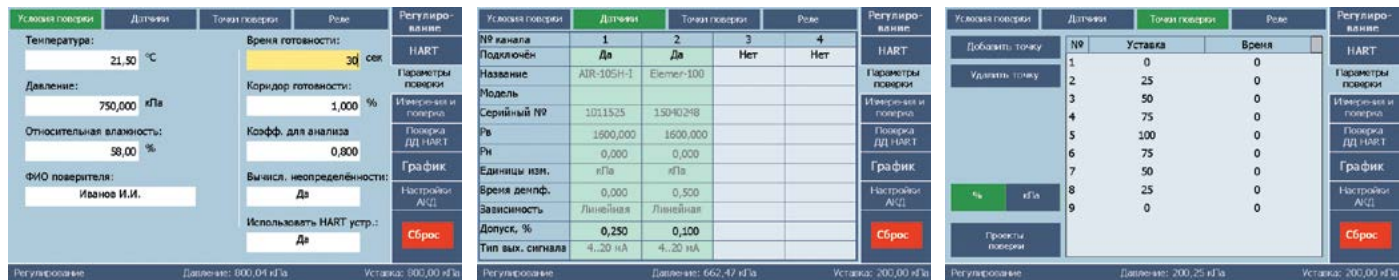 Условия поверки Датчики Точки поверки Реле Регулиро-
вание
Температура: Время готовности:
21,50 °C 30 сек
HART
Параметры
поверки
Давление: Коридор готовности:
750,000 кПа 1,000 %
Измерения и
поверка
Относительная влажность: Коэфф. для анализа
58,00 % 0,800
Поверка
ДД HART
График
ФИО поверителя: Вычисл. неопределённости:
Иванов И.И. Да
Настройки
АКД
Использовать HART устр.:
Да
Сброс
Регулирование Давление: 800,04 кПа Уставка: 800,00 кПа
Условия поверки Датчики Точки поверки Реле Регулиро-
вание
№ канала 1 2 3 4
Подключён Да Да Нет Нет
HART
Название AIR-10SH-I Elemer-100
Параметры
поверки
Модель
Серийный № 1011525 15040248
Измерения и
поверка
Pв 1600,000 1600,000
Поверка
ДД HART
Pн 0,000 0,000
Единицы изм. кПа кПа
График
Время демпф. 0,000 0,500
Настройки
АКД
Зависимость Линейная Линейная
Допуск, % 0,250 0,100
Сброс
Тип вых. сигнала 4..20 мА 4..20 мА
Регулирование Давление: 662,47 кПа Уставка: 200,00 кПа
Условия поверки Датчики Точки поверки Реле Регулиро-
вание
Добавить точку
Удалить точку
№ Уставка Время
1 0 0
2 25 0
3 50 0
4 75 0
5 100 0
6 75 0
7 50 0
8 25 0
9 0 0
% кПа
Проекты
поверки
HART
Параметры
поверки
Измерения и
поверка
Поверка
ДД HART
График
Настройки
АКД
Сброс
Регулирование Давление: 200,25 кПа Уставка: 200,00 кПа